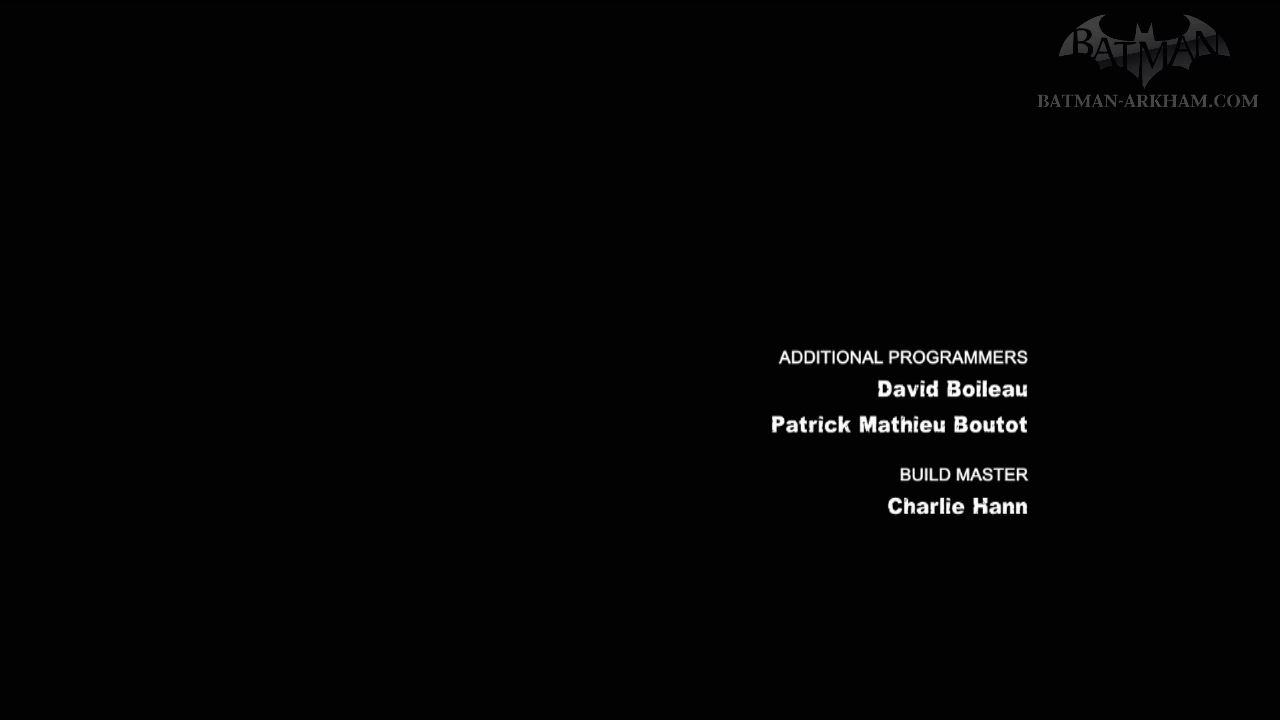 BATMAN
BATMAN-ARKHAM.COM
ADDITIONAL PROGRAMMERS
David Boileau
Patrick Mathieu Boutot
BUILD MASTER
Charlie Hann